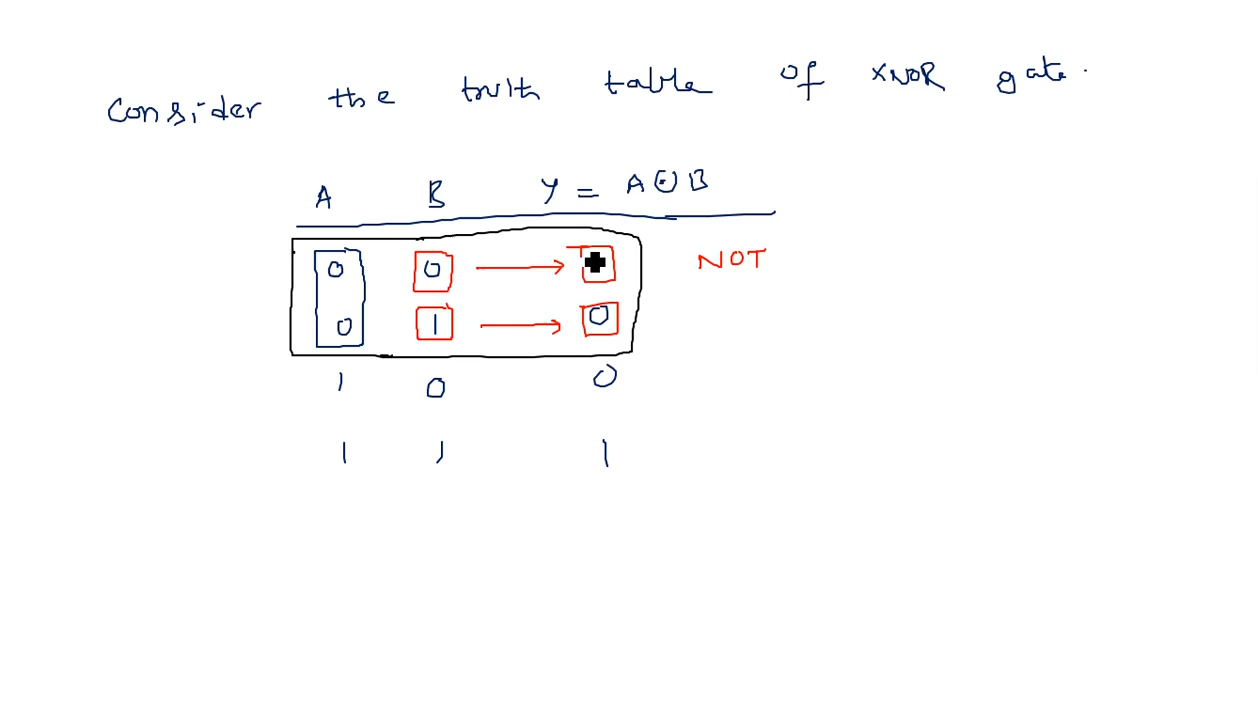 Consider the truth table of XNOR gate.
A B Y = A ⊙ B
0 0 NOT
0 1 0
1 0 0
1 1 1